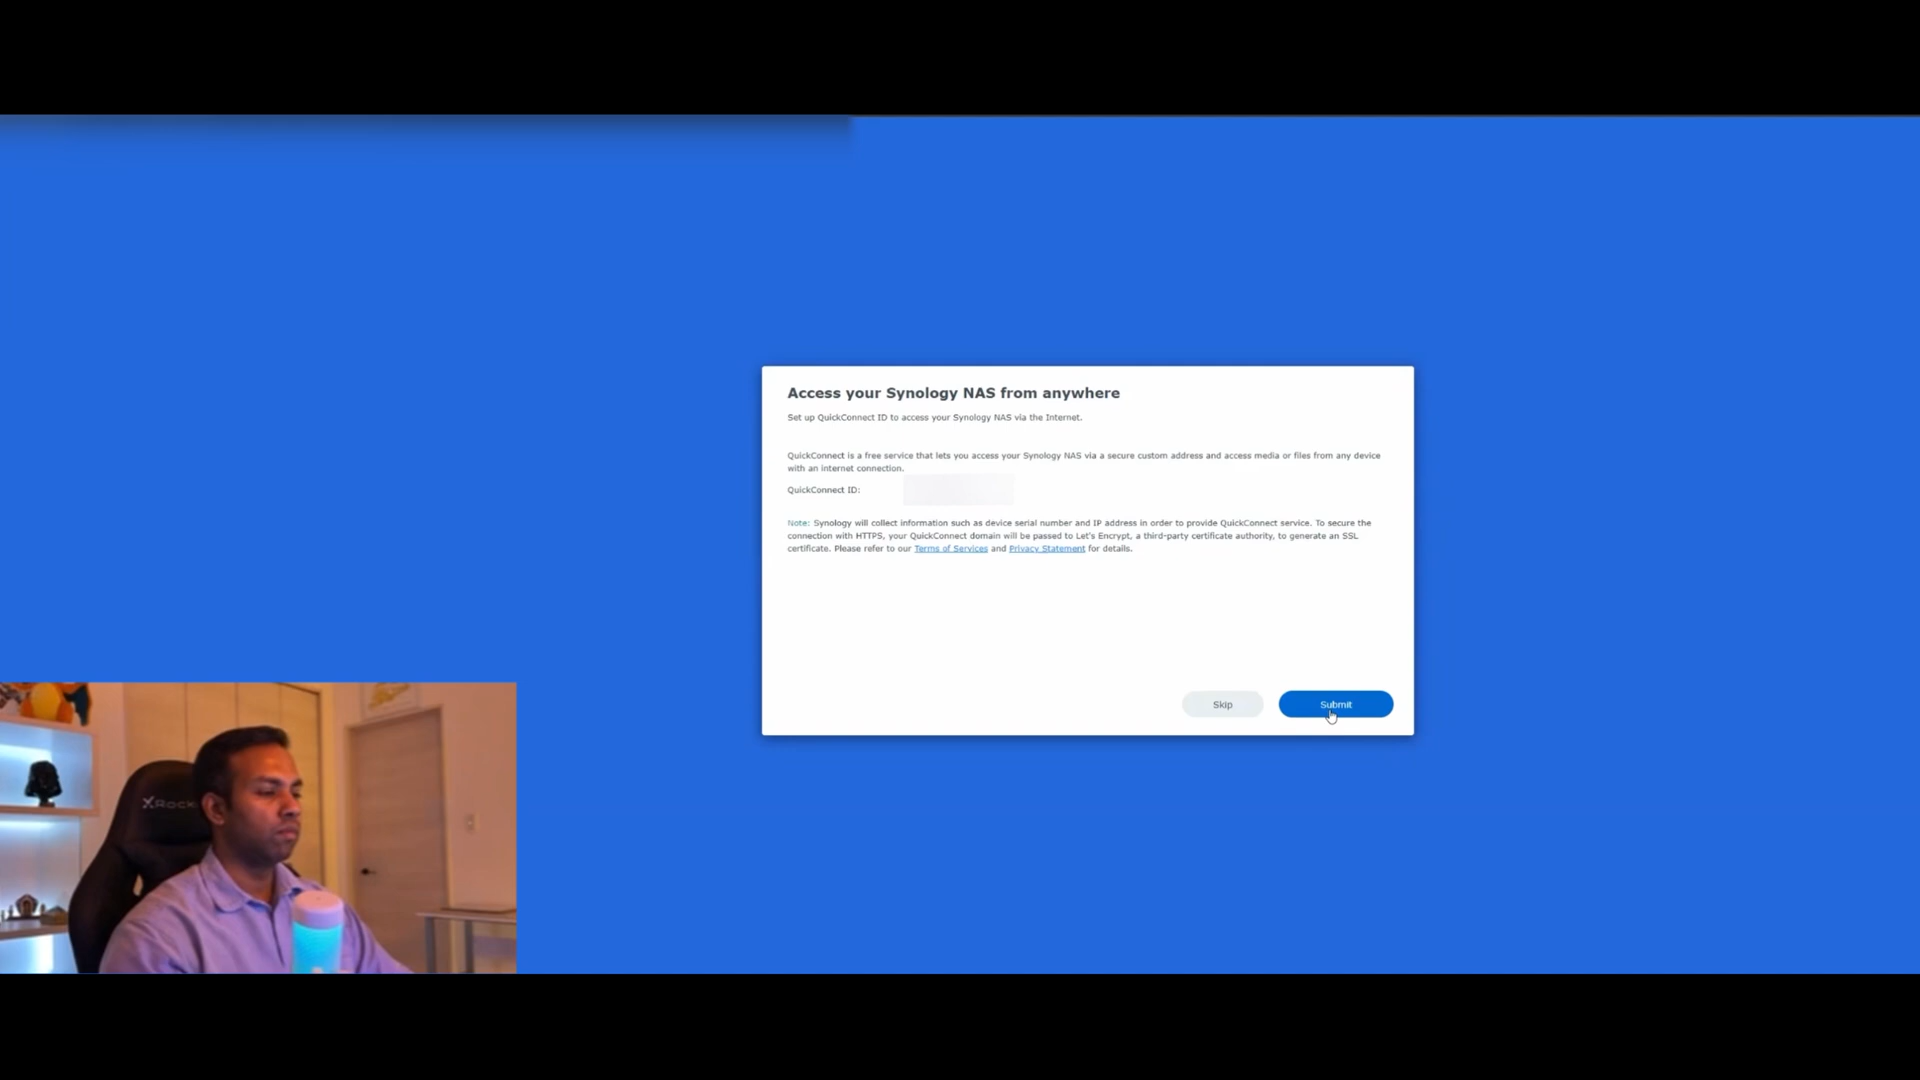 Access your Synology NAS from anywhere
Set up QuickConnect ID to access your Synology NAS via the Internet.
QuickConnect is a free service that lets you access your Synology NAS via a secure custom address and access media or files from any device
with an internet connection.
QuickConnect ID:
Note: Synology will collect information such as device serial number and IP address in order to provide QuickConnect service. To secure the
connection with HTTPS, your QuickConnect domain will be passed to Let's Encrypt, a third-party certificate authority, to generate an SSL
certificate. Please refer to our Terms of Services and Privacy Statement for details.
Skip
Submit
XRock